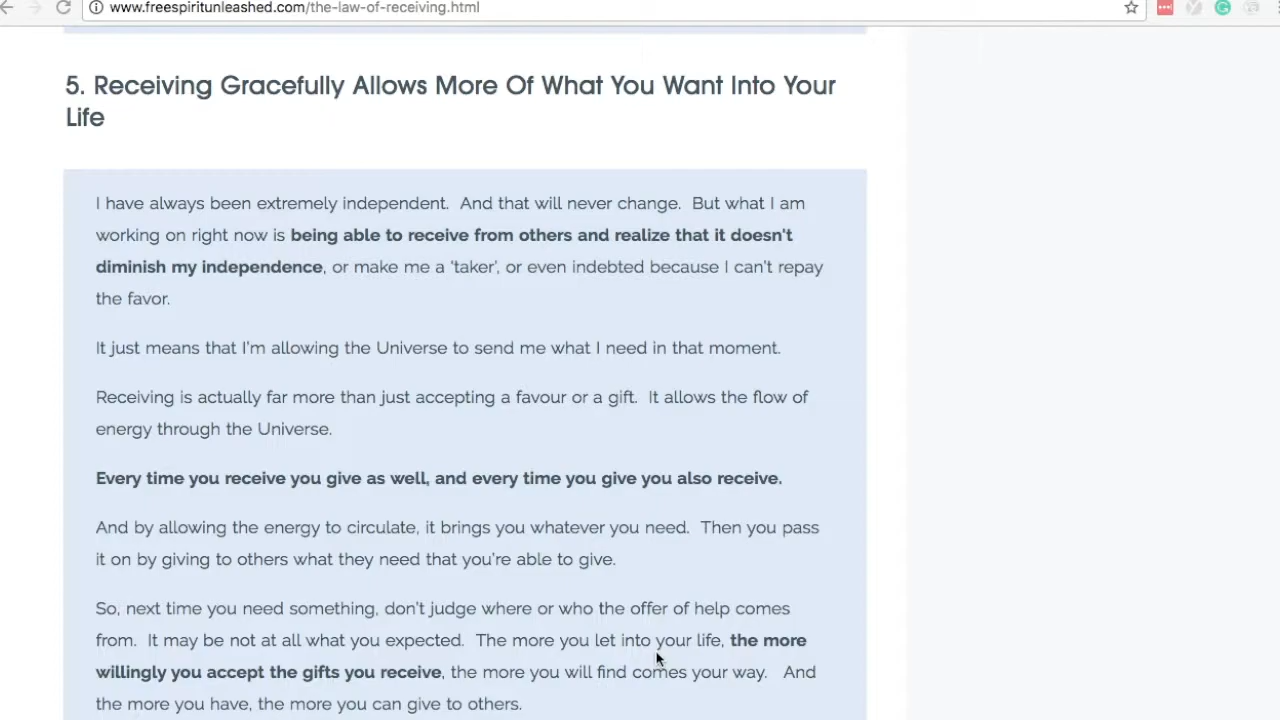 www.freespiritunleashed.com/the-law-of-receiving.html
5. Receiving Gracefully Allows More Of What You Want Into Your
Life
I have always been extremely independent.  And that will never change.  But what I am
working on right now is being able to receive from others and realize that it doesn't
diminish my independence, or make me a 'taker', or even indebted because I can't repay
the favor.
It just means that I'm allowing the Universe to send me what I need in that moment.
Receiving is actually far more than just accepting a favour or a gift.  It allows the flow of
energy through the Universe.
Every time you receive you give as well, and every time you give you also receive.
And by allowing the energy to circulate, it brings you whatever you need.  Then you pass
it on by giving to others what they need that you're able to give.
So, next time you need something, don't judge where or who the offer of help comes
from.  It may be not at all what you expected.  The more you let into your life, the more
willingly you accept the gifts you receive, the more you will find comes your way.   And
the more you have, the more you can give to others.